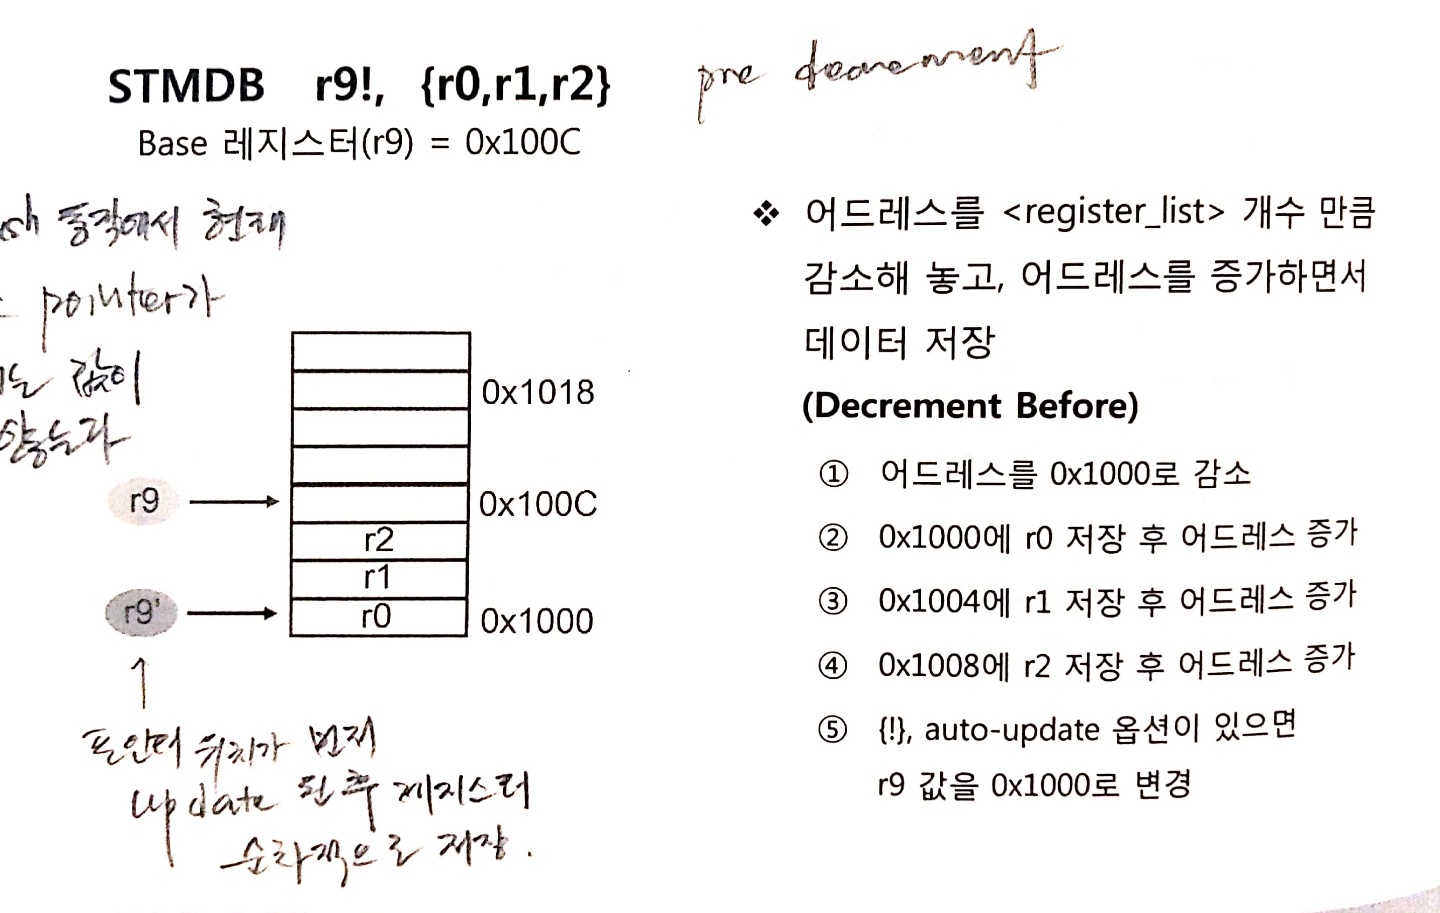 STMDB r9!, {r0,r1,r2}
pre decrement
Base 레지스터(r9) = 0x100C
동작에서 현재
pointer가
값이
않는다
0x1018
r9
0x100C
r2
r1
r9'
r0
0x1000
포인터 위치가 먼저
update 된 후 레지스터
순차적으로 저장.
❖ 어드레스를 <register_list> 개수 만큼
감소해 놓고, 어드레스를 증가하면서
데이터 저장
(Decrement Before)
① 어드레스를 0x1000로 감소
② 0x1000에 r0 저장 후 어드레스 증가
③ 0x1004에 r1 저장 후 어드레스 증가
④ 0x1008에 r2 저장 후 어드레스 증가
⑤ {!}, auto-update 옵션이 있으면
r9 값을 0x1000로 변경